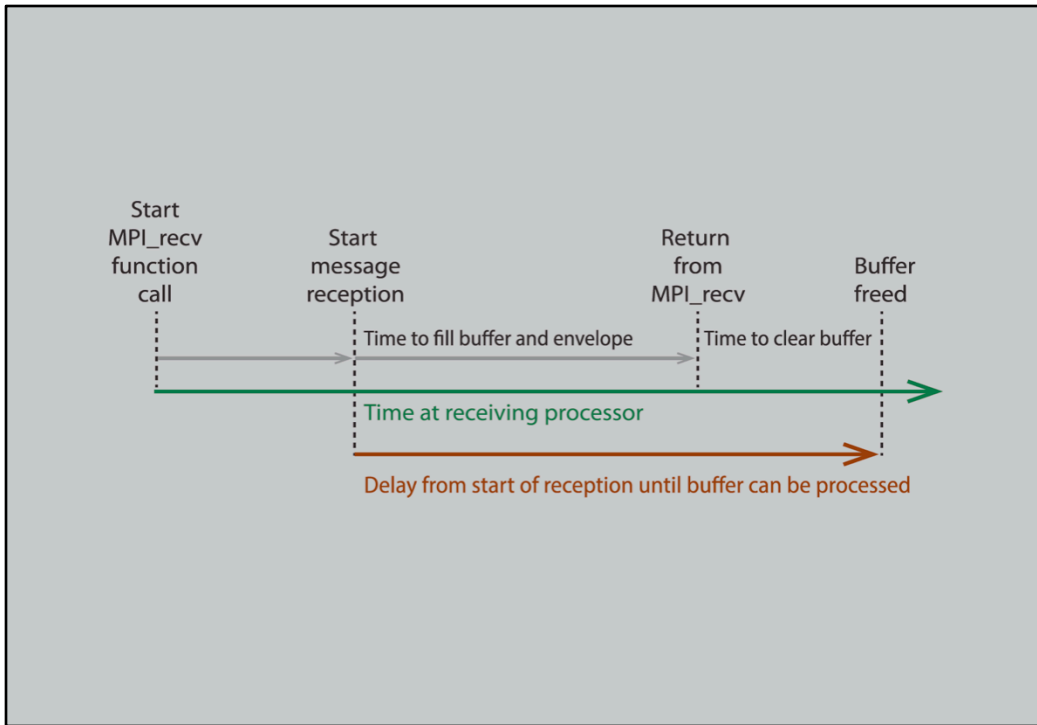 Start
MPI_recv
function
call
Start
message
reception
Return
from
MPI_recv
Buffer
freed
Time to fill buffer and envelope
Time to clear buffer
Time at receiving processor
Delay from start of reception until buffer can be processed